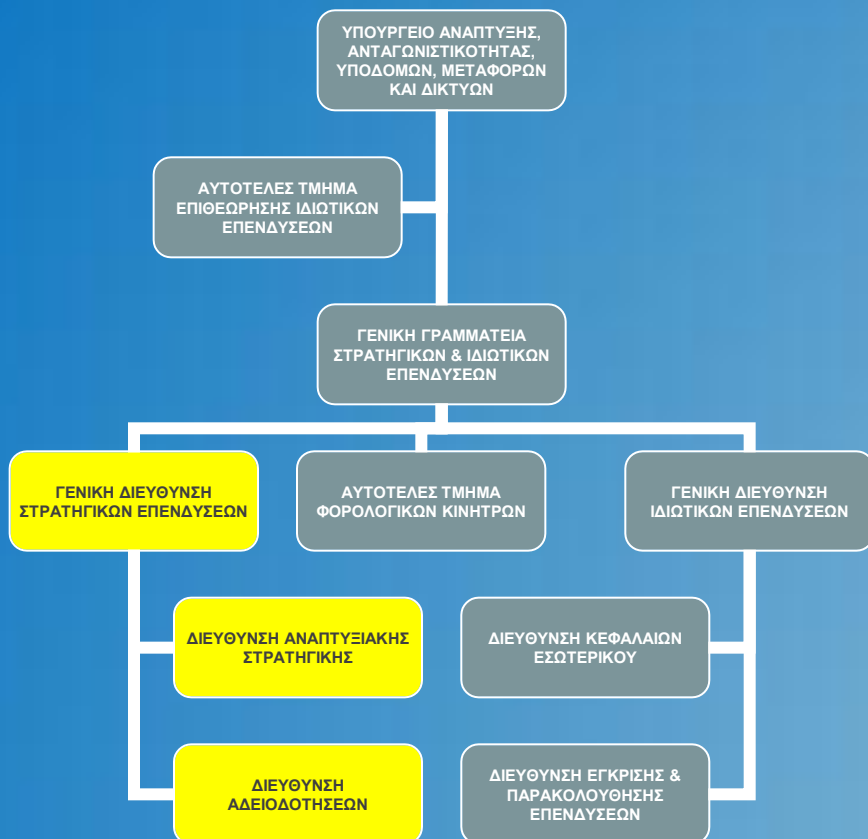 ΥΠΟΥΡΓΕΙΟ ΑΝΑΠΤΥΞΗΣ,
ΑΝΤΑΓΩΝΙΣΤΙΚΟΤΗΤΑΣ,
ΥΠΟΔΟΜΩΝ, ΜΕΤΑΦΟΡΩΝ
ΚΑΙ ΔΙΚΤΥΩΝ
ΑΥΤΟΤΕΛΕΣ ΤΜΗΜΑ
ΕΠΙΘΕΩΡΗΣΗΣ ΙΔΙΩΤΙΚΩΝ
ΕΠΕΝΔΥΣΕΩΝ
ΓΕΝΙΚΗ ΓΡΑΜΜΑΤΕΙΑ
ΣΤΡΑΤΗΓΙΚΩΝ & ΙΔΙΩΤΙΚΩΝ
ΕΠΕΝΔΥΣΕΩΝ
ΓΕΝΙΚΗ ΔΙΕΥΘΥΝΣΗ
ΣΤΡΑΤΗΓΙΚΩΝ ΕΠΕΝΔΥΣΕΩΝ
ΑΥΤΟΤΕΛΕΣ ΤΜΗΜΑ
ΦΟΡΟΛΟΓΙΚΩΝ ΚΙΝΗΤΡΩΝ
ΓΕΝΙΚΗ ΔΙΕΥΘΥΝΣΗ
ΙΔΙΩΤΙΚΩΝ ΕΠΕΝΔΥΣΕΩΝ
ΔΙΕΥΘΥΝΣΗ ΑΝΑΠΤΥΞΙΑΚΗΣ
ΣΤΡΑΤΗΓΙΚΗΣ
ΔΙΕΥΘΥΝΣΗ ΚΕΦΑΛΑΙΩΝ
ΕΣΩΤΕΡΙΚΟΥ
ΔΙΕΥΘΥΝΣΗ
ΑΔΕΙΟΔΟΤΗΣΕΩΝ
ΔΙΕΥΘΥΝΣΗ ΕΓΚΡΙΣΗΣ &
ΠΑΡΑΚΟΛΟΥΘΗΣΗΣ
ΕΠΕΝΔΥΣΕΩΝ